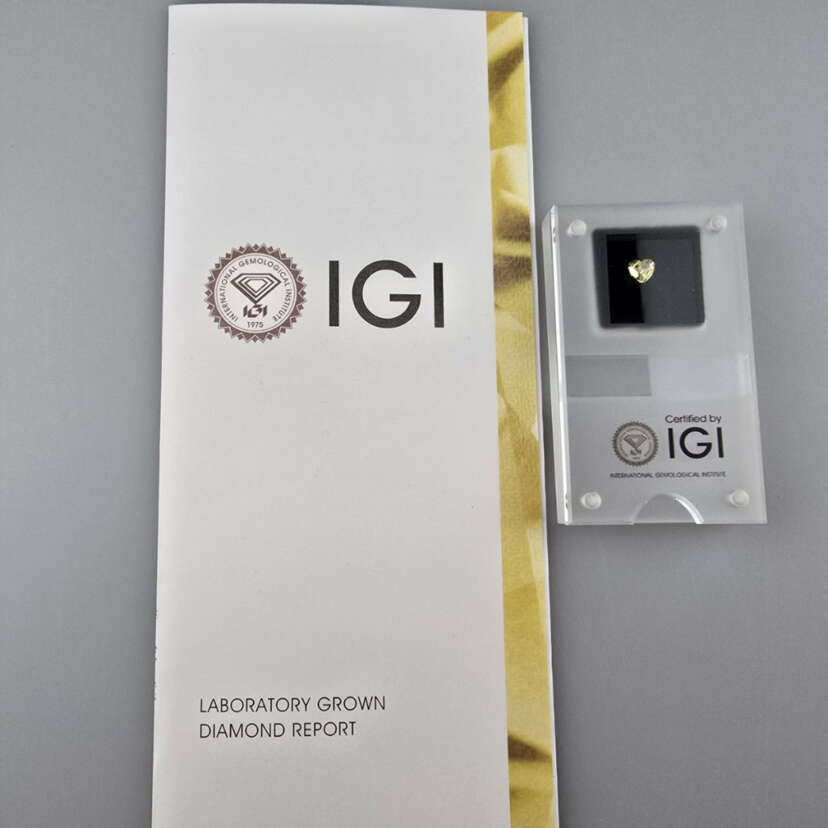 INTERNATIONAL GEMOLOGICAL INSTITUTE
IGI
1975
IGI
LABORATORY GROWN
DIAMOND REPORT
Certified by
IGI
INTERNATIONAL GEMOLOGICAL INSTITUTE